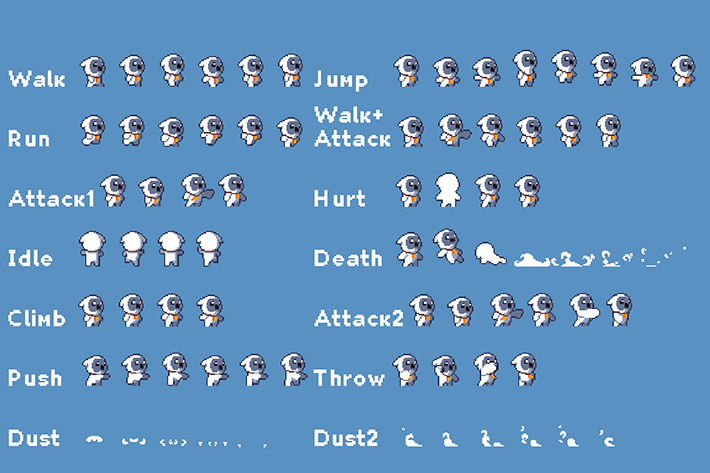 Walk
Jump
Run
Walk+
Attack
Attack1
Hurt
Idle
Death
Climb
Attack2
Push
Throw
Dust
Dust2